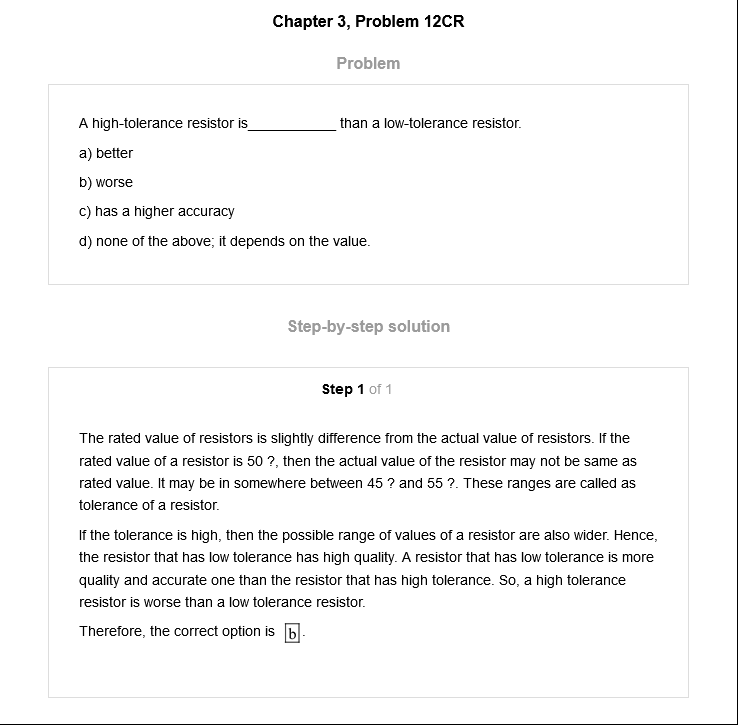 Chapter 3, Problem 12CR
Problem
A high-tolerance resistor is___________ than a low-tolerance resistor.
a) better
b) worse
c) has a higher accuracy
d) none of the above; it depends on the value.
Step-by-step solution
Step 1 of 1
The rated value of resistors is slightly difference from the actual value of resistors. If the
rated value of a resistor is 50 ?, then the actual value of the resistor may not be same as
rated value. It may be in somewhere between 45 ? and 55 ?. These ranges are called as
tolerance of a resistor.
If the tolerance is high, then the possible range of values of a resistor are also wider. Hence,
the resistor that has low tolerance has high quality. A resistor that has low tolerance is more
quality and accurate one than the resistor that has high tolerance. So, a high tolerance
resistor is worse than a low tolerance resistor.
Therefore, the correct option is b.